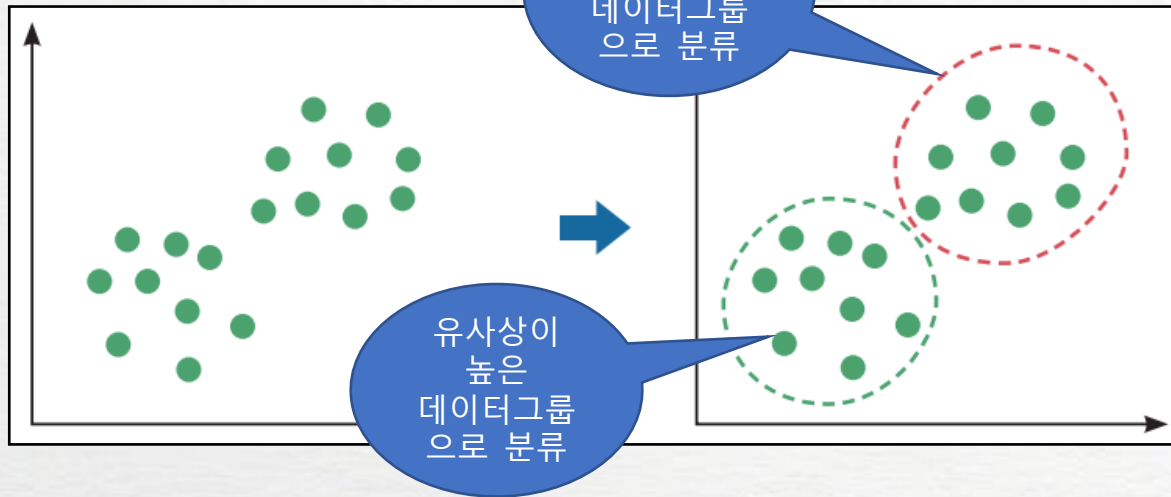 데이터그룹
으로 분류
유사상이
높은
데이터그룹
으로 분류